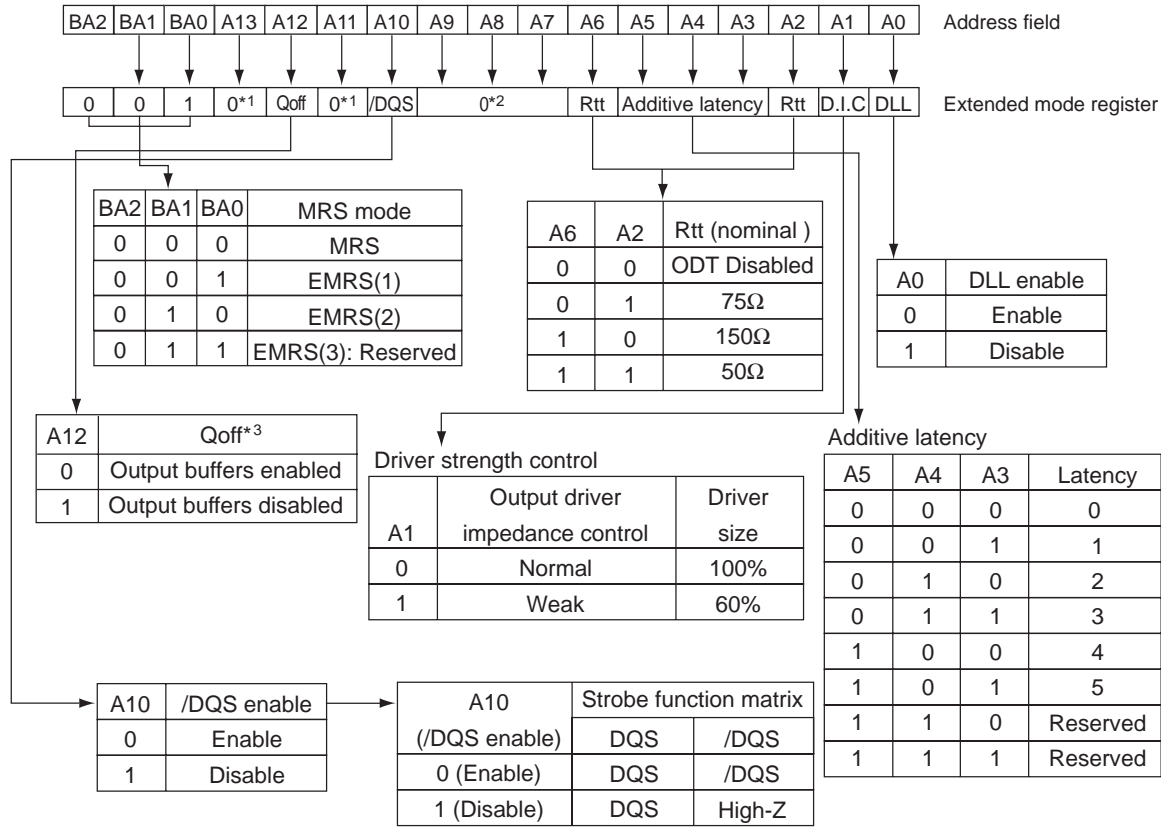 BA2 BA1 BA0 A13 A12 A11 A10 A9 A8 A7 A6 A5 A4 A3 A2 A1 A0 Address field
0 0 1 0*1 Qoff 0*1 /DQS 0*2 Rtt Additive latency Rtt D.I.C DLL Extended mode register
BA2 BA1 BA0 MRS mode
0 0 0 MRS
0 0 1 EMRS(1)
0 1 0 EMRS(2)
0 1 1 EMRS(3): Reserved
A6 A2 Rtt (nominal )
0 0 ODT Disabled
0 1 75Ω
1 0 150Ω
1 1 50Ω
A0 DLL enable
0 Enable
1 Disable
A12 Qoff*3
0 Output buffers enabled
1 Output buffers disabled
Driver strength control
A1 Output driver impedance control Driver size
0 Normal 100%
1 Weak 60%
Additive latency
A5 A4 A3 Latency
0 0 0 0
0 0 1 1
0 1 0 2
0 1 1 3
1 0 0 4
1 0 1 5
1 1 0 Reserved
1 1 1 Reserved
A10 /DQS enable
0 Enable
1 Disable
A10 Strobe function matrix
(/DQS enable) DQS /DQS
0 (Enable) DQS /DQS
1 (Disable) DQS High-Z